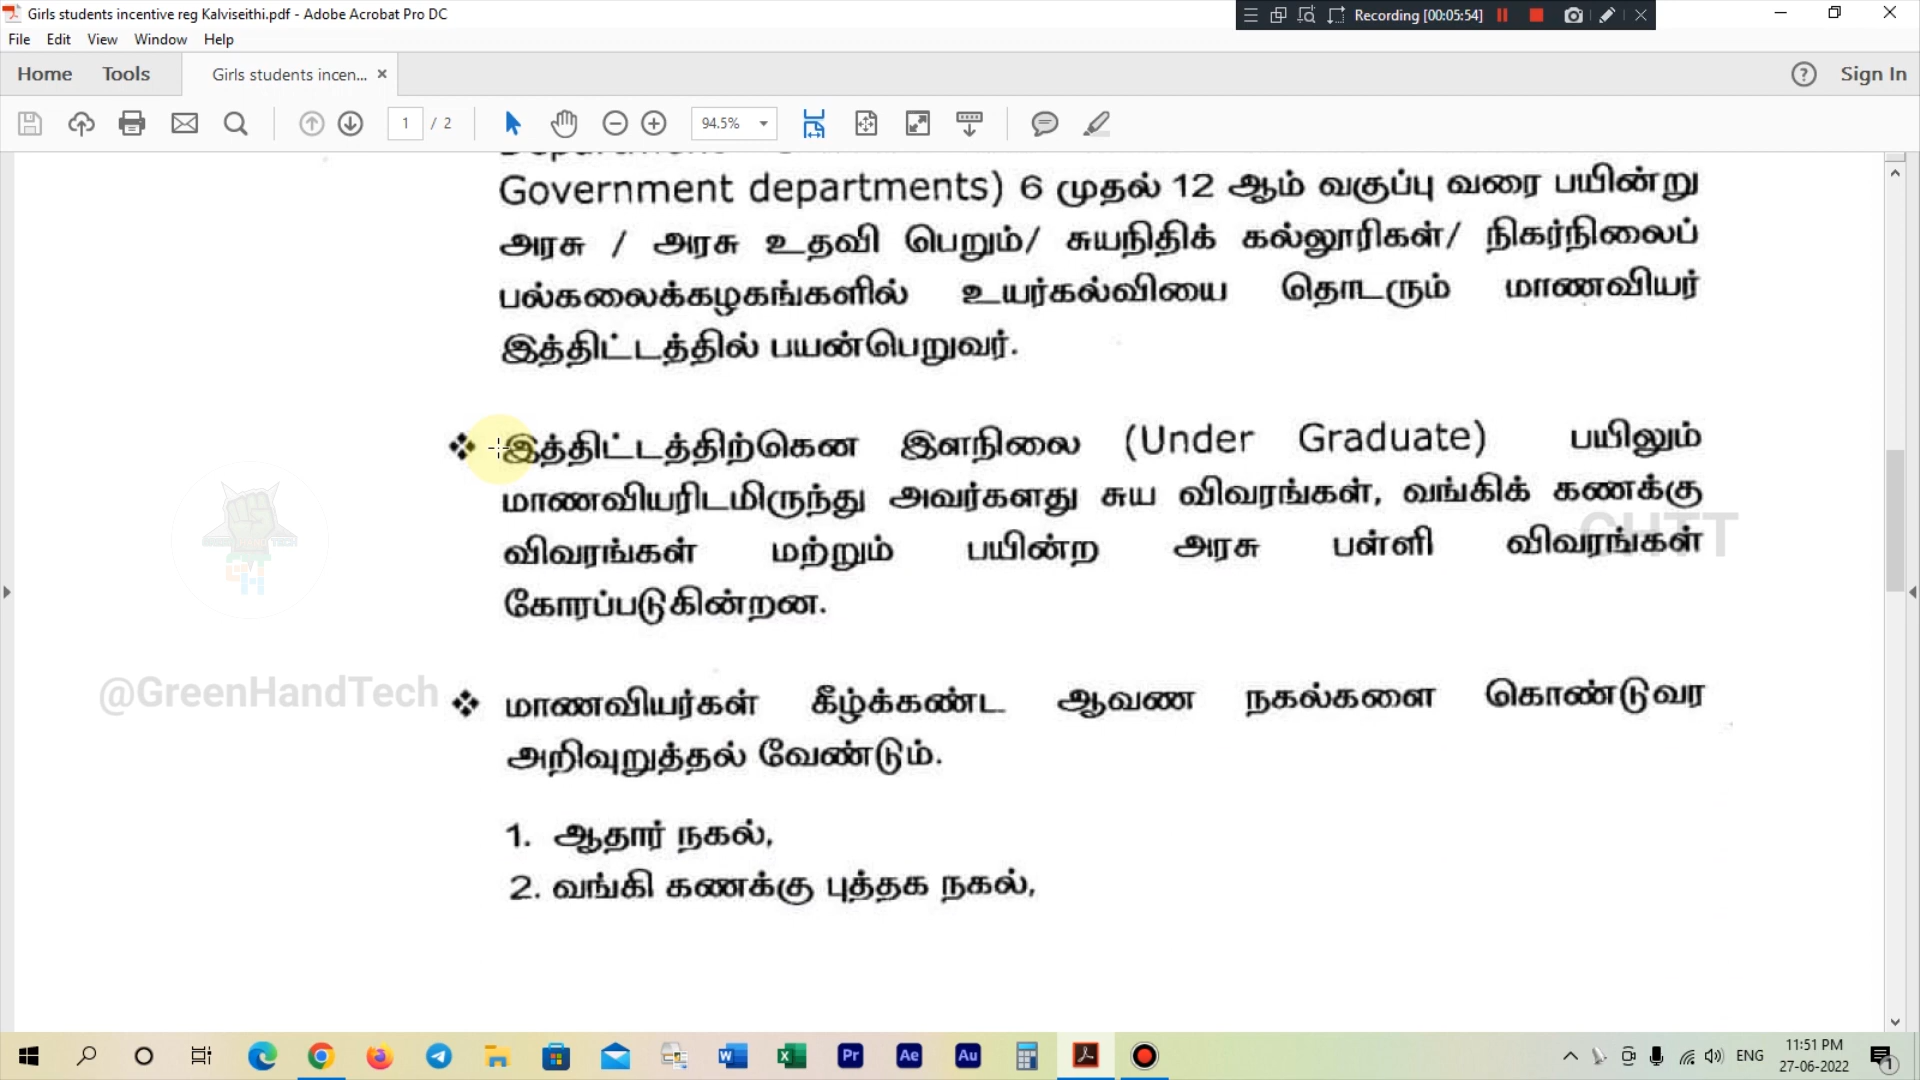 Girls students incentive reg Kalviseithi.pdf - Adobe Acrobat Pro DC
Recording [00:05:54]
File Edit View Window Help
Home Tools Girls students incen... ×
? Sign In
1 / 2 94.5%
Government departments) 6 முதல் 12 ஆம் வகுப்பு வரை பயின்று
அரசு / அரசு உதவி பெறும்/ சுயநிதிக் கல்லூரிகள்/ நிகர்நிலைப்
பல்கலைக்கழகங்களில் உயர்கல்வியை தொடரும் மாணவியர்
இத்திட்டத்தில் பயன்பெறுவர்.
❖ இத்திட்டத்திற்கென இளநிலை (Under Graduate) பயிலும்
மாணவியரிடமிருந்து அவர்களது சுய விவரங்கள், வங்கிக் கணக்கு
விவரங்கள் மற்றும் பயின்ற அரசு பள்ளி விவரங்கள்
கோரப்படுகின்றன.
GHTT
@GreenHandTech
❖ மாணவியர்கள் கீழ்க்கண்ட ஆவண நகல்களை கொண்டுவர
அறிவுறுத்தல் வேண்டும்.
1. ஆதார் நகல்,
2. வங்கி கணக்கு புத்தக நகல்,
Pr Ae Au
ENG
11:51 PM
27-06-2022
1